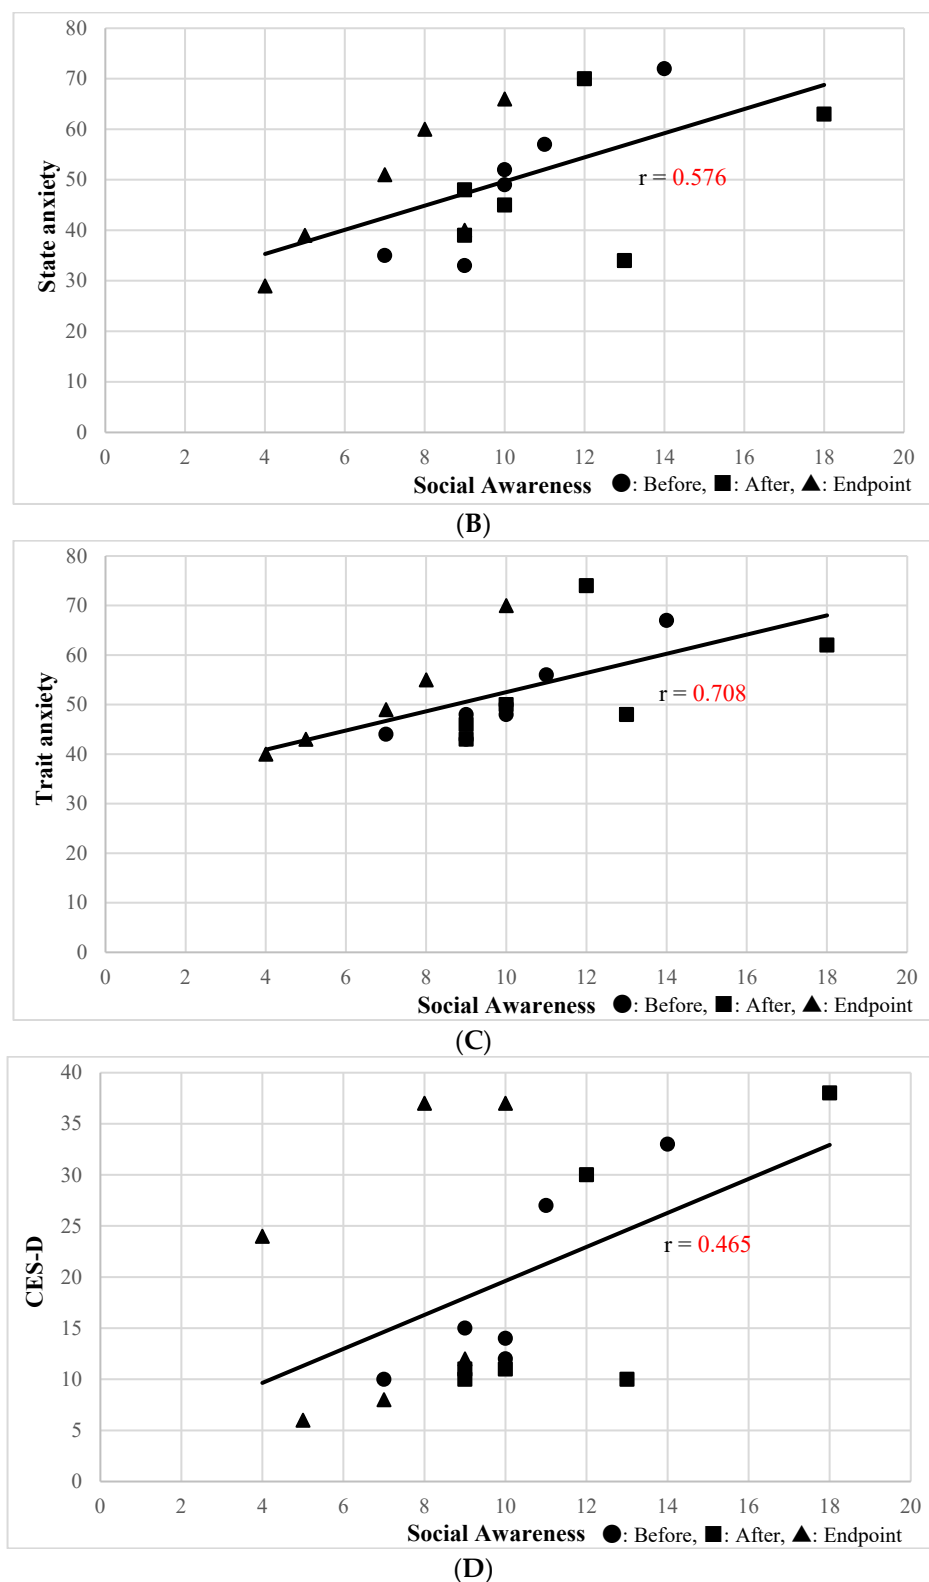 80
70
60
50
40
30
20
10
0
State anxiety
r = 0.576
0 2 4 6 8 10 12 14 16 18 20
Social Awareness ●: Before, ■: After, ▲: Endpoint
(B)
80
70
60
50
40
30
20
10
0
Trait anxiety
r = 0.708
0 2 4 6 8 10 12 14 16 18 20
Social Awareness ●: Before, ■: After, ▲: Endpoint
(C)
40
35
30
25
20
15
10
5
0
CES-D
r = 0.465
0 2 4 6 8 10 12 14 16 18 20
Social Awareness ●: Before, ■: After, ▲: Endpoint
(D)